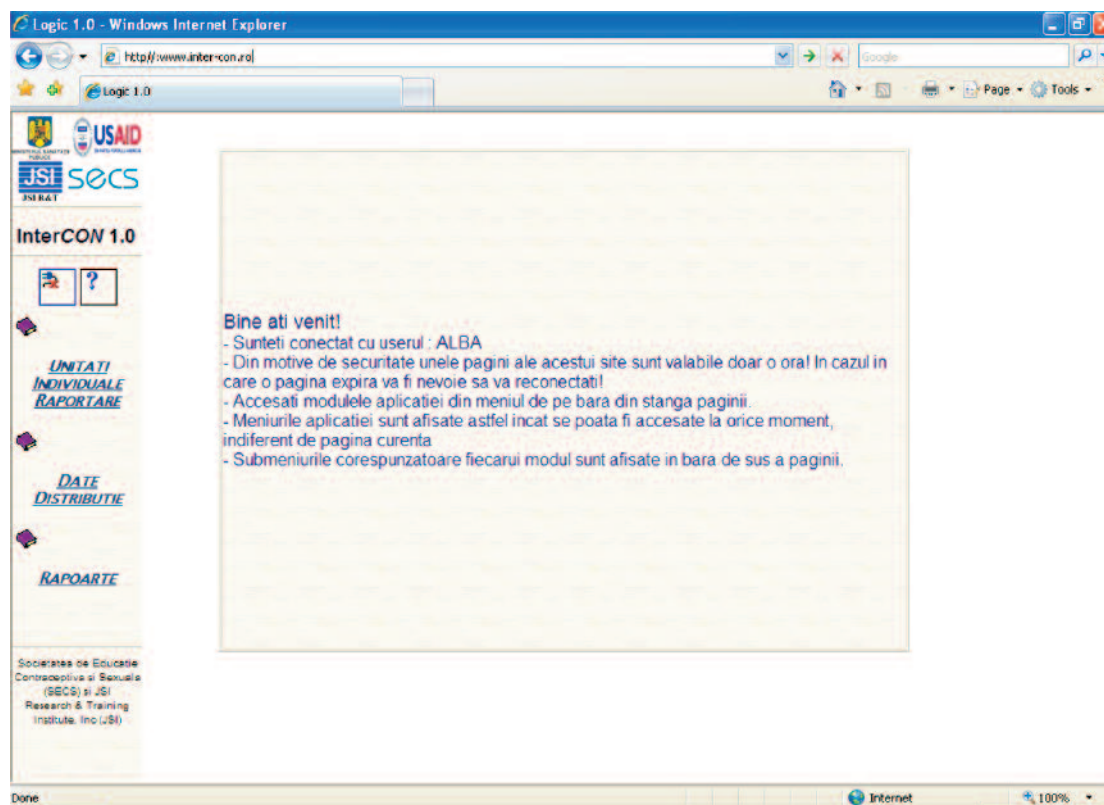 Logic 1.0 - Windows Internet Explorer
http//:www.inter-con.ro
Google
Logic 1.0
Page
Tools
USAID
MINISTERUL SANATATII
PUBLICE
JSI
secs
JSI R&T
InterCON 1.0
?
UNITATI
INDIVIDUALE
RAPORTARE
DATE
DISTRIBUTIE
RAPOARTE
Societatea de Educatie
Contraceptiva si Sexuala
(SECS) si JSI
Research & Training
Institute, Inc (JSI)
Bine ati venit!
- Sunteti conectat cu userul : ALBA
- Din motive de securitate unele pagini ale acestui site sunt valabile doar o ora! In cazul in
care o pagina expira va fi nevoie sa va reconectati!
- Accesati modulele aplicatiei din meniul de pe bara din stanga paginii.
- Meniurile aplicatiei sunt afisate astfel incat se poata fi accesate la orice moment,
indiferent de pagina curenta
- Submeniurile corespunzatoare fiecarui modul sunt afisate in bara de sus a paginii.
Done
Internet
100%